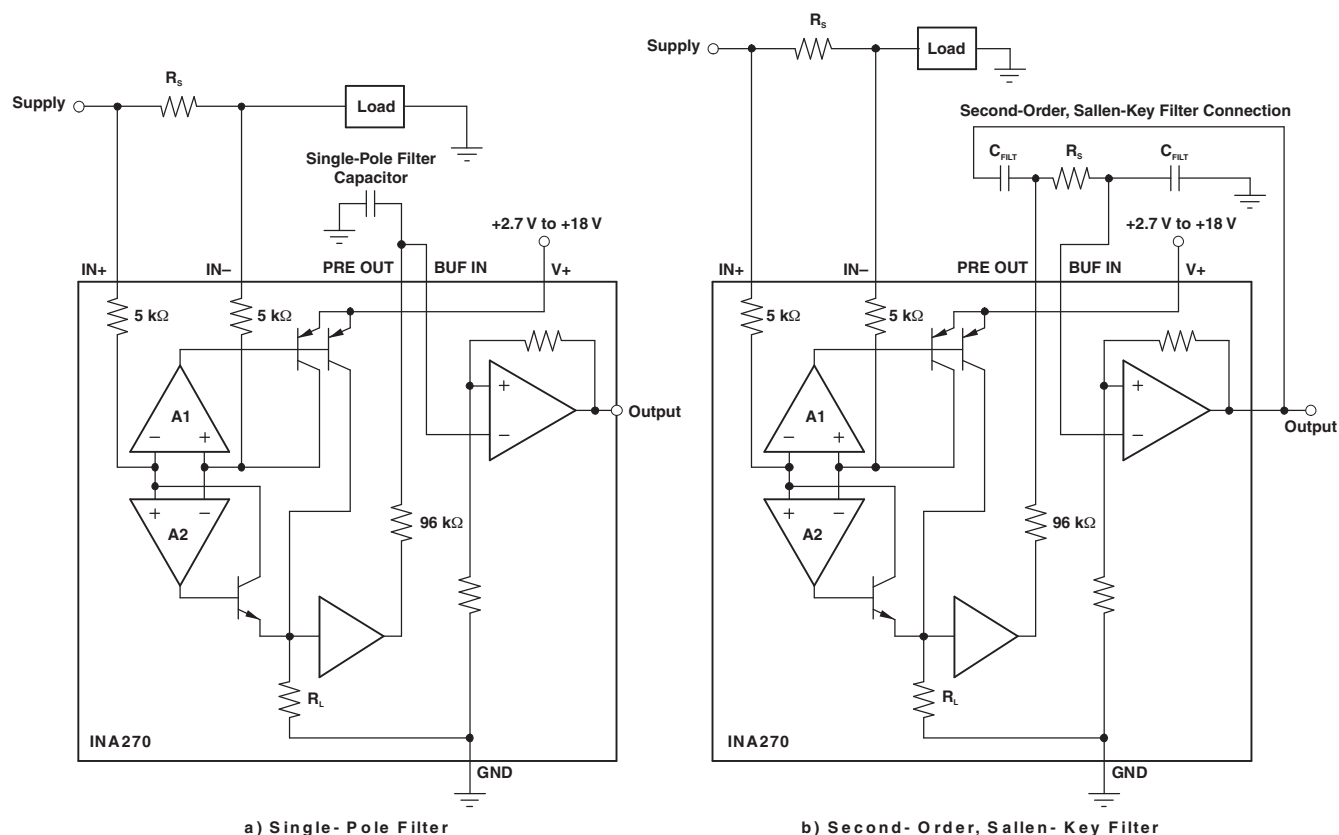 R_S
Supply
Load
Single-Pole Filter
Capacitor
+2.7 V to +18 V
IN+
IN–
PRE OUT
BUF IN
V+
5 kΩ
5 kΩ
+
–
Output
A1
–
+
+
–
A2
96 kΩ
R_L
INA270
GND
a) Single-Pole Filter
R_S
Supply
Load
Second-Order, Sallen-Key Filter Connection
C_FILT
R_S
C_FILT
+2.7 V to +18 V
IN+
IN–
PRE OUT
BUF IN
V+
5 kΩ
5 kΩ
+
–
Output
A1
–
+
+
–
A2
96 kΩ
R_L
INA270
GND
b) Second-Order, Sallen-Key Filter